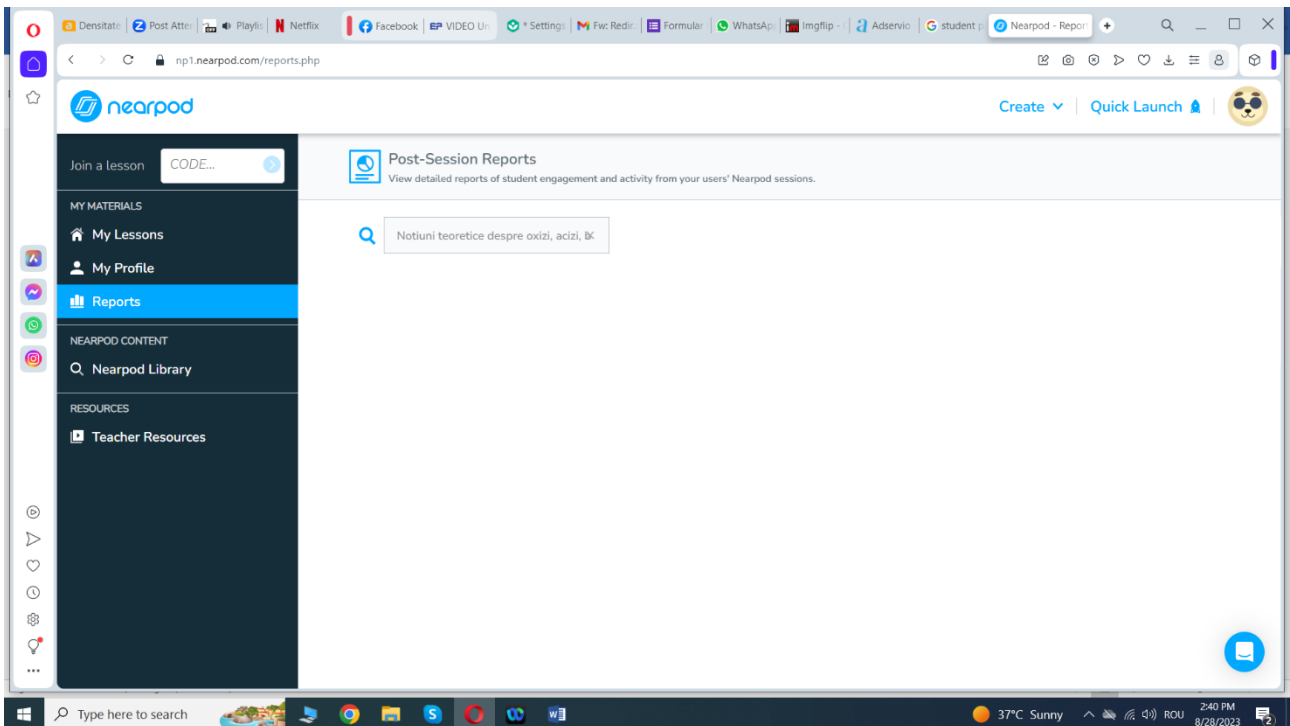 Densitate
Post Atte
Playlis
Netflix
Facebook
VIDEO Un
* Settings
Fw: Redir
Formular
WhatsAp
Imgflip -
Adservio
student p
Nearpod - Report
np1.nearpod.com/reports.php
nearpod
Create
Quick Launch
Join a lesson
CODE...
Post-Session Reports
View detailed reports of student engagement and activity from your users' Nearpod sessions.
MY MATERIALS
My Lessons
My Profile
Reports
Notiuni teoretice despre oxizi, acizi,
NEARPOD CONTENT
Nearpod Library
RESOURCES
Teacher Resources
Type here to search
37°C Sunny
ROU
2:40 PM
8/28/2023
2